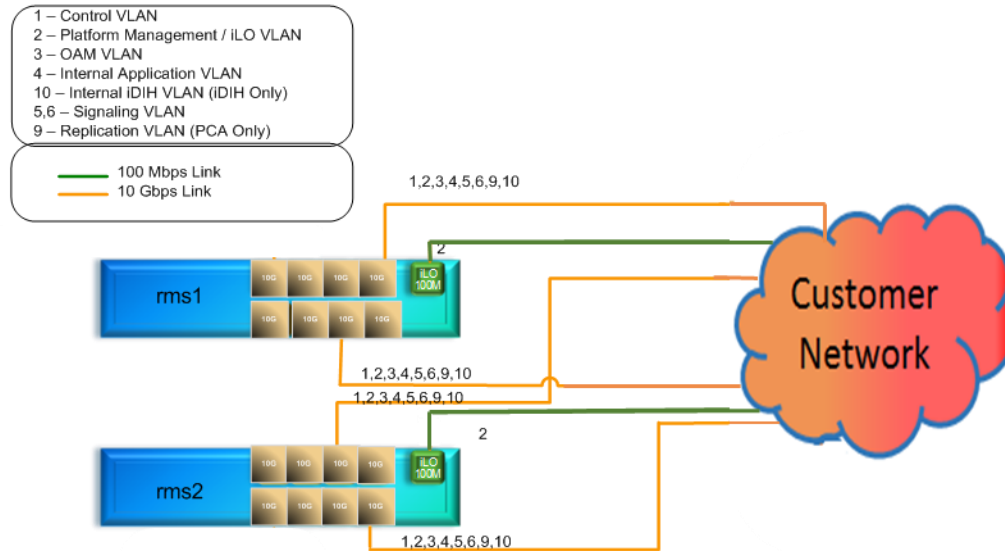 1 – Control VLAN
2 – Platform Management / iLO VLAN
3 – OAM VLAN
4 – Internal Application VLAN
10 – Internal iDIH VLAN (iDIH Only)
5,6 – Signaling VLAN
9 – Replication VLAN (PCA Only)
100 Mbps Link
10 Gbps Link
1,2,3,4,5,6,9,10
2
rms1
10G 10G 10G 10G
iLO
100M
10G 10G 10G 10G
Customer
Network
1,2,3,4,5,6,9,10
1,2,3,4,5,6,9,10
2
rms2
10G 10G 10G 10G
iLO
100M
10G 10G 10G 10G
1,2,3,4,5,6,9,10